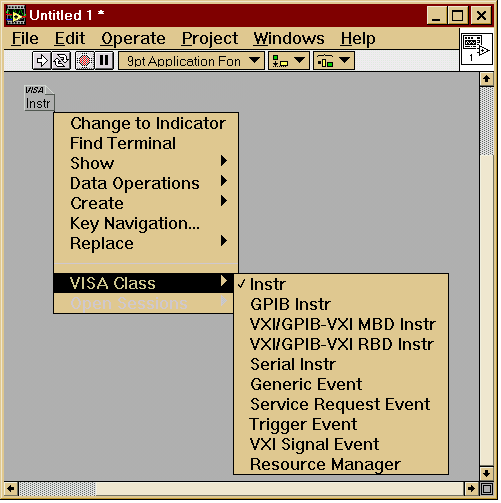 Untitled 1 *
File Edit Operate Project Windows Help
9pt Application Fon
1
VISA
Instr
Change to Indicator
Find Terminal
Show
Data Operations
Create
Key Navigation...
Replace
VISA Class
Open Sessions
Instr
GPIB Instr
VXI/GPIB-VXI MBD Instr
VXI/GPIB-VXI RBD Instr
Serial Instr
Generic Event
Service Request Event
Trigger Event
VXI Signal Event
Resource Manager